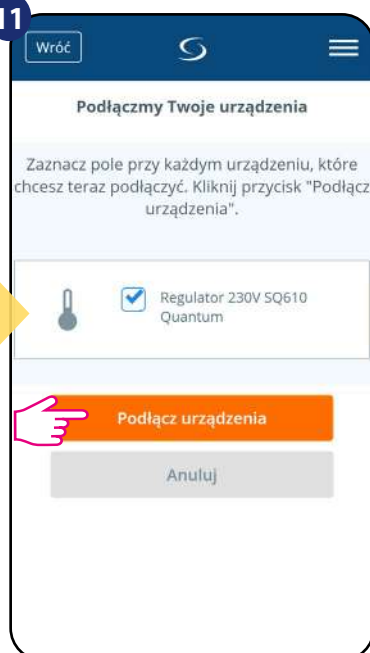 11
Wróć
Podłączmy Twoje urządzenia
Zaznacz pole przy każdym urządzeniu, które
chcesz teraz podłączyć. Kliknij przycisk "Podłącz
urządzenia".
Regulator 230V SQ610
Quantum
Podłącz urządzenia
Anuluj